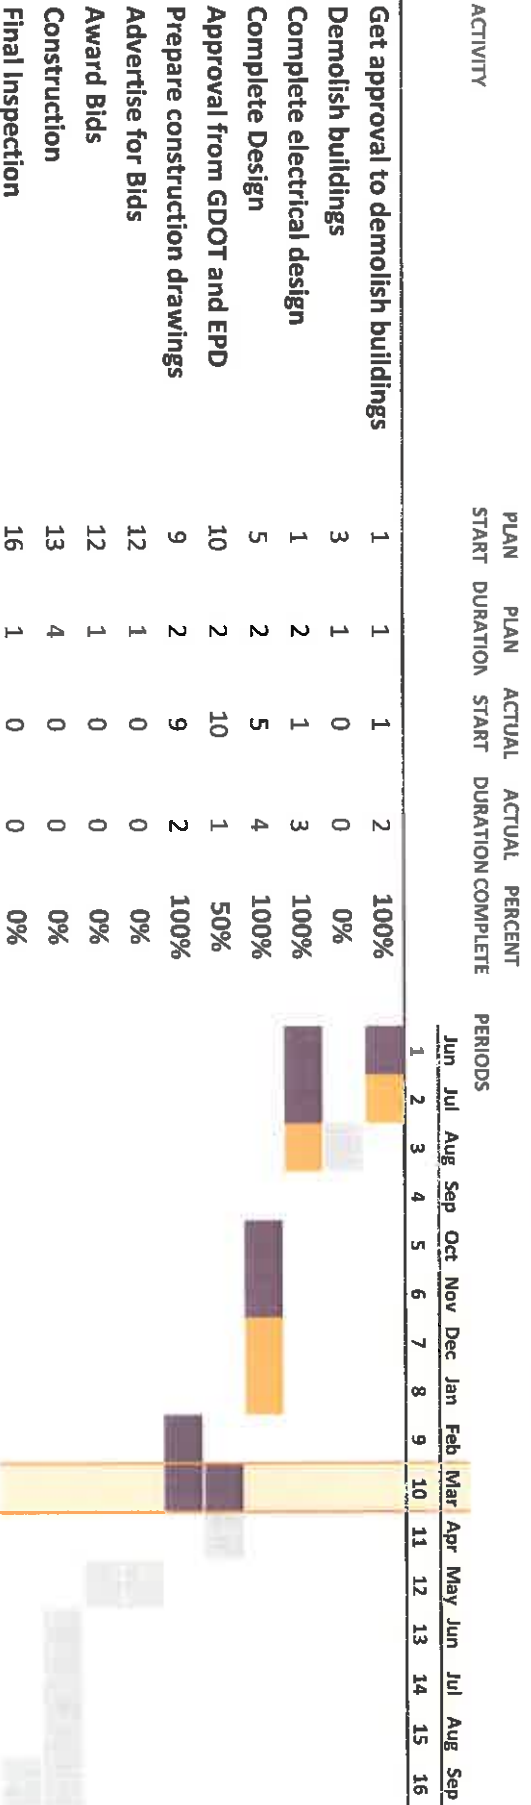 PLAN PLAN ACTUAL ACTUAL PERCENT
ACTIVITY START DURATION START DURATION COMPLETE PERIODS
Jun Jul Aug Sep Oct Nov Dec Jan Feb Mar Apr May Jun Jul Aug Sep
1 2 3 4 5 6 7 8 9 10 11 12 13 14 15 16
Get approval to demolish buildings 1 1 1 2 100%
Demolish buildings 3 1 0 0 0%
Complete electrical design 1 2 1 3 100%
Complete Design 5 2 5 4 100%
Approval from GDOT and EPD 10 2 10 1 50%
Prepare construction drawings 9 2 9 2 100%
Advertise for Bids 12 1 0 0 0%
Award Bids 12 1 0 0 0%
Construction 13 4 0 0 0%
Final Inspection 16 1 0 0 0%